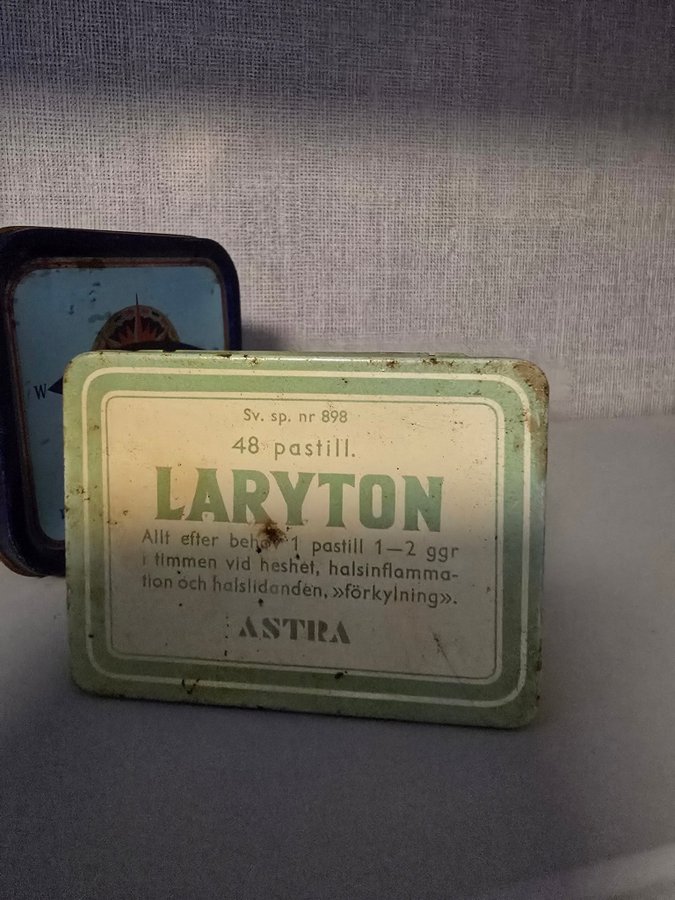 Sv. sp. nr 898
48 pastill.
LARYTON
Allt efter behov 1 pastill 1—2 ggr
i timmen vid heshet, halsinflamma-
tion och halslidanden, »förkylning».
ASTRA
W